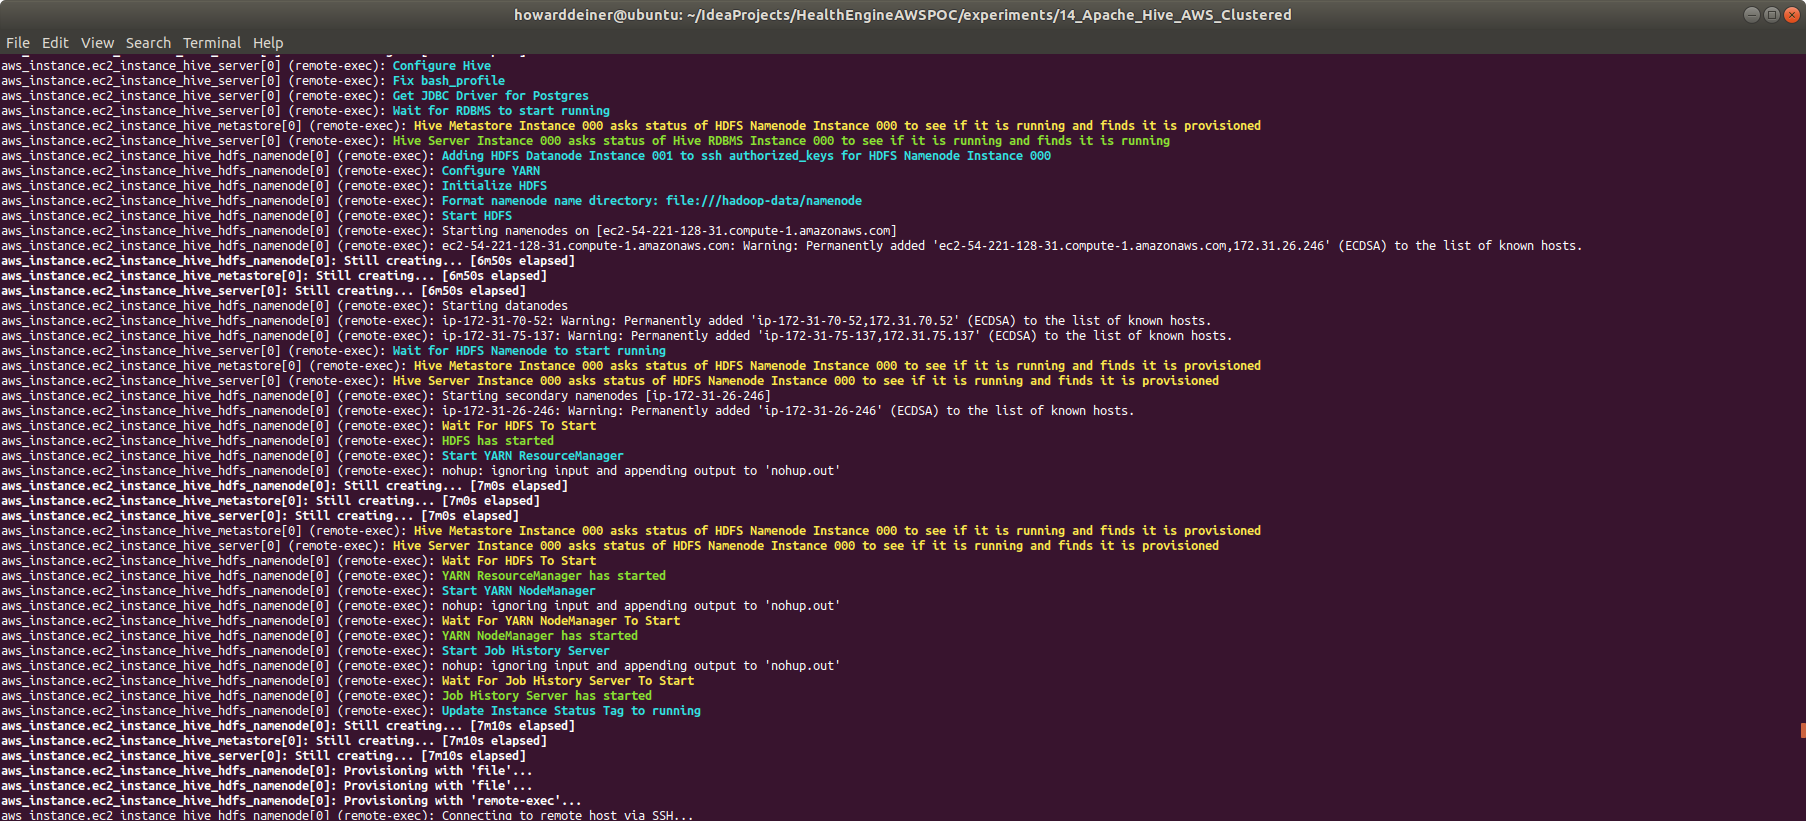 howarddeiner@ubuntu: ~/IdeaProjects/HealthEngineAWSPOC/experiments/14_Apache_Hive_AWS_Clustered
File Edit View Search Terminal Help
aws_instance.ec2_instance_hive_server[0] (remote-exec): Configure Hive
aws_instance.ec2_instance_hive_server[0] (remote-exec): Fix bash_profile
aws_instance.ec2_instance_hive_server[0] (remote-exec): Get JDBC Driver for Postgres
aws_instance.ec2_instance_hive_server[0] (remote-exec): Wait for RDBMS to start running
aws_instance.ec2_instance_hive_metastore[0] (remote-exec): Hive Metastore Instance 000 asks status of HDFS Namenode Instance 000 to see if it is running and finds it is provisioned
aws_instance.ec2_instance_hive_server[0] (remote-exec): Hive Server Instance 000 asks status of Hive RDBMS Instance 000 to see if it is running and finds it is running
aws_instance.ec2_instance_hive_hdfs_namenode[0] (remote-exec): Adding HDFS Datanode Instance 001 to ssh authorized_keys for HDFS Namenode Instance 000
aws_instance.ec2_instance_hive_hdfs_namenode[0] (remote-exec): Configure YARN
aws_instance.ec2_instance_hive_hdfs_namenode[0] (remote-exec): Initialize HDFS
aws_instance.ec2_instance_hive_hdfs_namenode[0] (remote-exec): Format namenode name directory: file:///hadoop-data/namenode
aws_instance.ec2_instance_hive_hdfs_namenode[0] (remote-exec): Start HDFS
aws_instance.ec2_instance_hive_hdfs_namenode[0] (remote-exec): Starting namenodes on [ec2-54-221-128-31.compute-1.amazonaws.com]
aws_instance.ec2_instance_hive_hdfs_namenode[0] (remote-exec): ec2-54-221-128-31.compute-1.amazonaws.com: Warning: Permanently added 'ec2-54-221-128-31.compute-1.amazonaws.com,172.31.26.246' (ECDSA) to the list of known hosts.
aws_instance.ec2_instance_hive_hdfs_namenode[0]: Still creating... [6m50s elapsed]
aws_instance.ec2_instance_hive_metastore[0]: Still creating... [6m50s elapsed]
aws_instance.ec2_instance_hive_server[0]: Still creating... [6m50s elapsed]
aws_instance.ec2_instance_hive_hdfs_namenode[0] (remote-exec): Starting datanodes
aws_instance.ec2_instance_hive_hdfs_namenode[0] (remote-exec): ip-172-31-70-52: Warning: Permanently added 'ip-172-31-70-52,172.31.70.52' (ECDSA) to the list of known hosts.
aws_instance.ec2_instance_hive_hdfs_namenode[0] (remote-exec): ip-172-31-75-137: Warning: Permanently added 'ip-172-31-75-137,172.31.75.137' (ECDSA) to the list of known hosts.
aws_instance.ec2_instance_hive_server[0] (remote-exec): Wait for HDFS Namenode to start running
aws_instance.ec2_instance_hive_metastore[0] (remote-exec): Hive Metastore Instance 000 asks status of HDFS Namenode Instance 000 to see if it is running and finds it is provisioned
aws_instance.ec2_instance_hive_server[0] (remote-exec): Hive Server Instance 000 asks status of HDFS Namenode Instance 000 to see if it is running and finds it is provisioned
aws_instance.ec2_instance_hive_hdfs_namenode[0] (remote-exec): Starting secondary namenodes [ip-172-31-26-246]
aws_instance.ec2_instance_hive_hdfs_namenode[0] (remote-exec): ip-172-31-26-246: Warning: Permanently added 'ip-172-31-26-246' (ECDSA) to the list of known hosts.
aws_instance.ec2_instance_hive_hdfs_namenode[0] (remote-exec): Wait For HDFS To Start
aws_instance.ec2_instance_hive_hdfs_namenode[0] (remote-exec): HDFS has started
aws_instance.ec2_instance_hive_hdfs_namenode[0] (remote-exec): Start YARN ResourceManager
aws_instance.ec2_instance_hive_hdfs_namenode[0] (remote-exec): nohup: ignoring input and appending output to 'nohup.out'
aws_instance.ec2_instance_hive_hdfs_namenode[0]: Still creating... [7m0s elapsed]
aws_instance.ec2_instance_hive_metastore[0]: Still creating... [7m0s elapsed]
aws_instance.ec2_instance_hive_server[0]: Still creating... [7m0s elapsed]
aws_instance.ec2_instance_hive_metastore[0] (remote-exec): Hive Metastore Instance 000 asks status of HDFS Namenode Instance 000 to see if it is running and finds it is provisioned
aws_instance.ec2_instance_hive_server[0] (remote-exec): Hive Server Instance 000 asks status of HDFS Namenode Instance 000 to see if it is running and finds it is provisioned
aws_instance.ec2_instance_hive_hdfs_namenode[0] (remote-exec): Wait For HDFS To Start
aws_instance.ec2_instance_hive_hdfs_namenode[0] (remote-exec): YARN ResourceManager has started
aws_instance.ec2_instance_hive_hdfs_namenode[0] (remote-exec): Start YARN NodeManager
aws_instance.ec2_instance_hive_hdfs_namenode[0] (remote-exec): nohup: ignoring input and appending output to 'nohup.out'
aws_instance.ec2_instance_hive_hdfs_namenode[0] (remote-exec): Wait For YARN NodeManager To Start
aws_instance.ec2_instance_hive_hdfs_namenode[0] (remote-exec): YARN NodeManager has started
aws_instance.ec2_instance_hive_hdfs_namenode[0] (remote-exec): Start Job History Server
aws_instance.ec2_instance_hive_hdfs_namenode[0] (remote-exec): nohup: ignoring input and appending output to 'nohup.out'
aws_instance.ec2_instance_hive_hdfs_namenode[0] (remote-exec): Wait For Job History Server To Start
aws_instance.ec2_instance_hive_hdfs_namenode[0] (remote-exec): Job History Server has started
aws_instance.ec2_instance_hive_hdfs_namenode[0] (remote-exec): Update Instance Status Tag to running
aws_instance.ec2_instance_hive_hdfs_namenode[0]: Still creating... [7m10s elapsed]
aws_instance.ec2_instance_hive_metastore[0]: Still creating... [7m10s elapsed]
aws_instance.ec2_instance_hive_server[0]: Still creating... [7m10s elapsed]
aws_instance.ec2_instance_hive_hdfs_namenode[0]: Provisioning with 'file'...
aws_instance.ec2_instance_hive_hdfs_namenode[0]: Provisioning with 'file'...
aws_instance.ec2_instance_hive_hdfs_namenode[0]: Provisioning with 'remote-exec'...
aws_instance.ec2_instance_hive_hdfs_namenode[0] (remote-exec): Connecting to remote host via SSH...